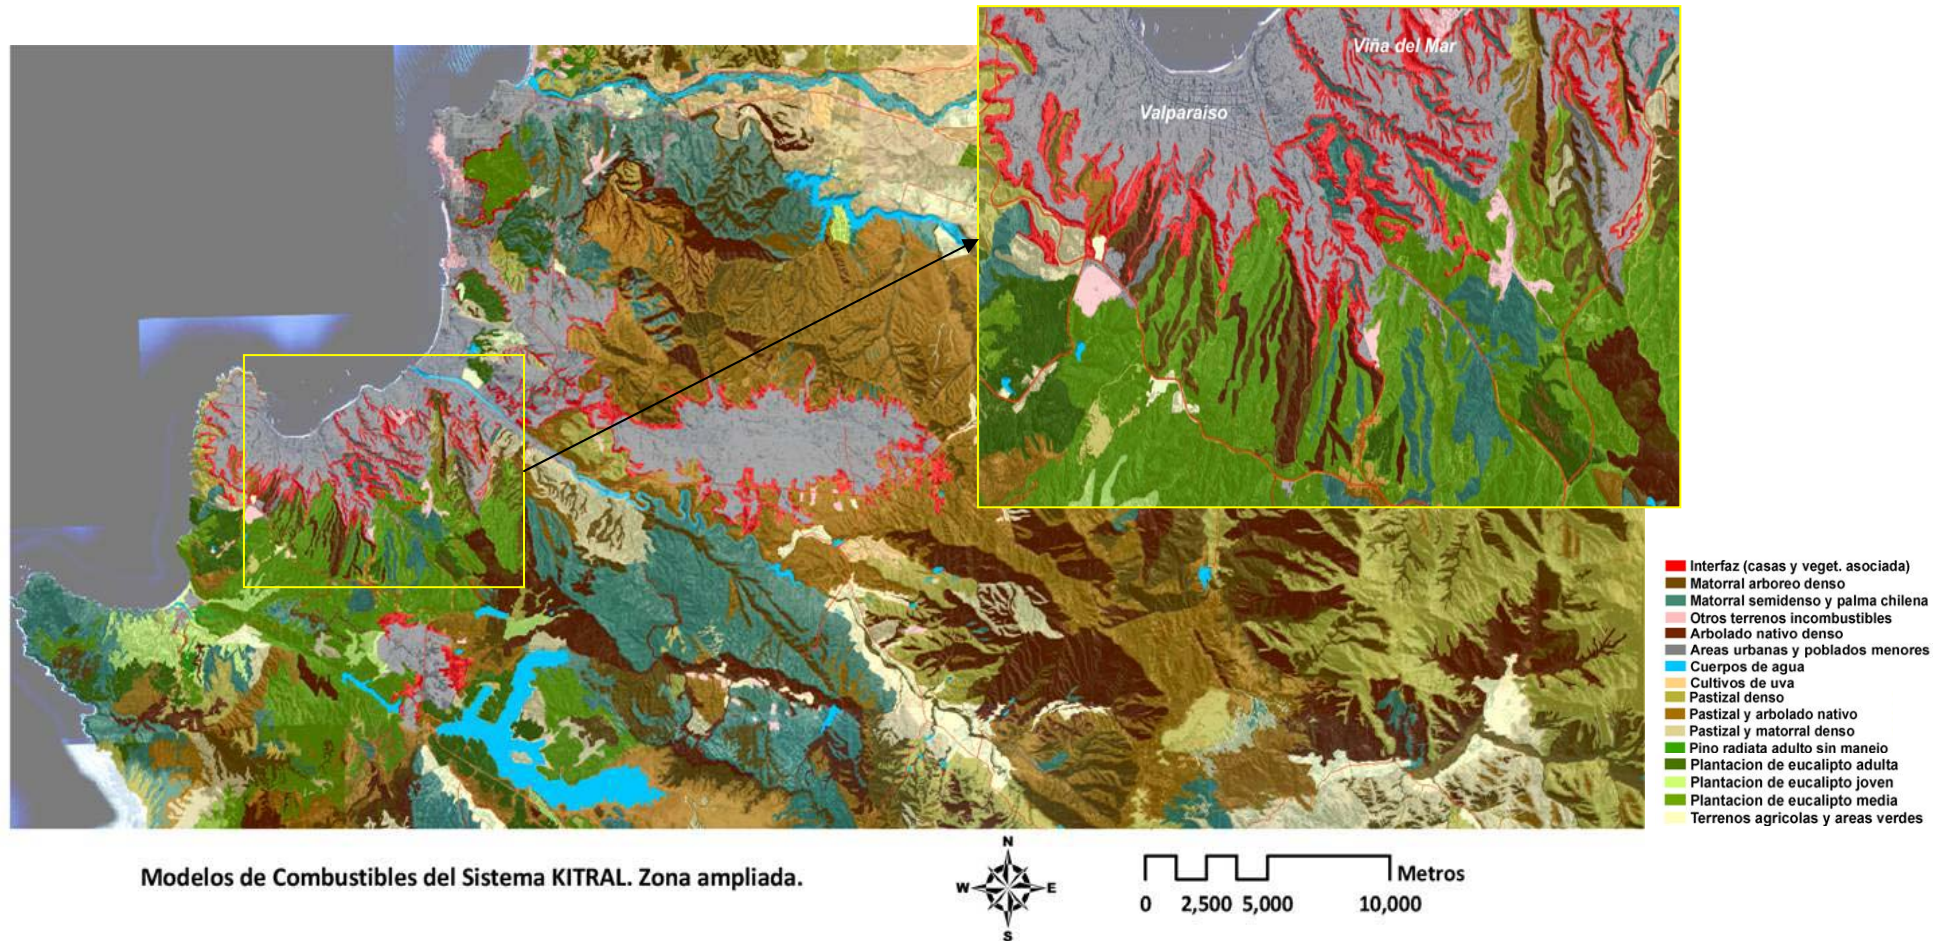 Viña del Mar
Valparaiso
Interfaz (casas y veget. asociada)
Matorral arboreo denso
Matorral semidenso y palma chilena
Otros terrenos incombustibles
Arbolado nativo denso
Areas urbanas y poblados menores
Cuerpos de agua
Cultivos de uva
Pastizal denso
Pastizal y arbolado nativo
Pastizal y matorral denso
Pino radiata adulto sin maneio
Plantacion de eucalipto adulta
Plantacion de eucalipto joven
Plantacion de eucalipto media
Terrenos agricolas y areas verdes
Modelos de Combustibles del Sistema KITRAL. Zona ampliada.
N
W E
S
Metros
0 2,500 5,000 10,000